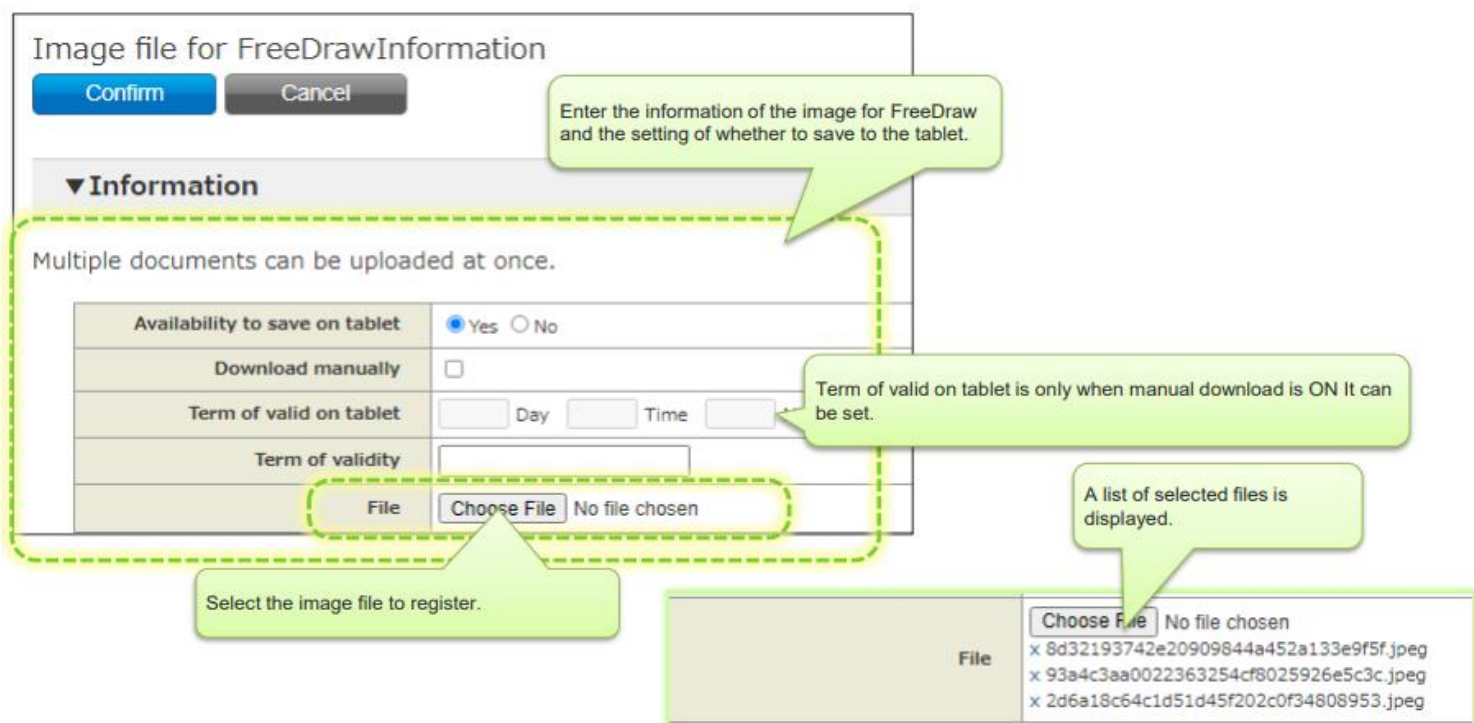 Image file for FreeDrawInformation
Confirm Cancel
Enter the information of the image for FreeDraw
and the setting of whether to save to the tablet.
▼Information
Multiple documents can be uploaded at once.
Availability to save on tablet Yes No
Download manually
Term of valid on tablet Day Time
Term of valid on tablet is only when manual download is ON It can
be set.
Term of validity
File Choose File No file chosen
A list of selected files is
displayed.
Select the image file to register.
File
Choose File No file chosen
x 8d32193742e20909844a452a133e9f5f.jpeg
x 93a4c3aa0022363254cf8025926e5c3c.jpeg
x 2d6a18c64c1d51d45f202c0f34808953.jpeg